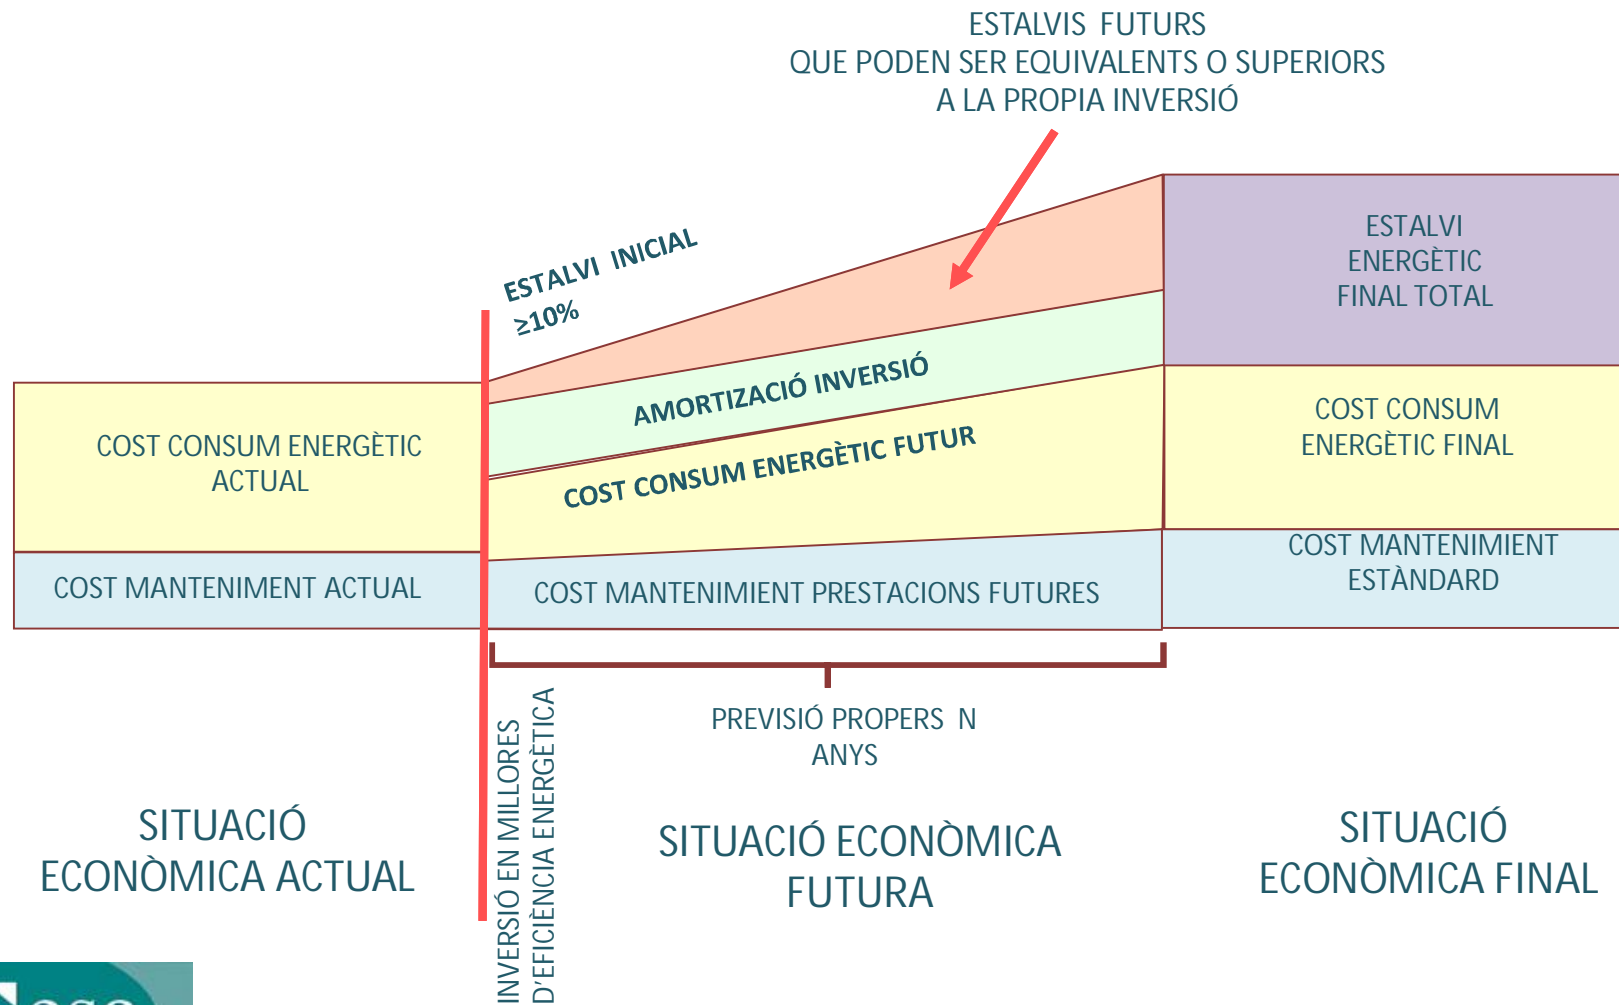 ESTALVIS FUTURS
QUE PODEN SER EQUIVALENTS O SUPERIORS
A LA PROPIA INVERSIÓ
ESTALVI INICIAL
≥10%
ESTALVI
ENERGÈTIC
FINAL TOTAL
AMORTIZACIÓ INVERSIÓ
COST CONSUM ENERGÈTIC
ACTUAL
COST CONSUM ENERGÈTIC FUTUR
COST CONSUM
ENERGÈTIC FINAL
COST MANTENIMENT ACTUAL
COST MANTENIMIENT PRESTACIONS FUTURES
COST MANTENIMIENT
ESTÀNDARD
INVERSIÓ EN MILLORES
D'EFICIÈNCIA ENERGÈTICA
PREVISIÓ PROPERS N
ANYS
SITUACIÓ
ECONÒMICA ACTUAL
SITUACIÓ ECONÒMICA
FUTURA
SITUACIÓ
ECONÒMICA FINAL